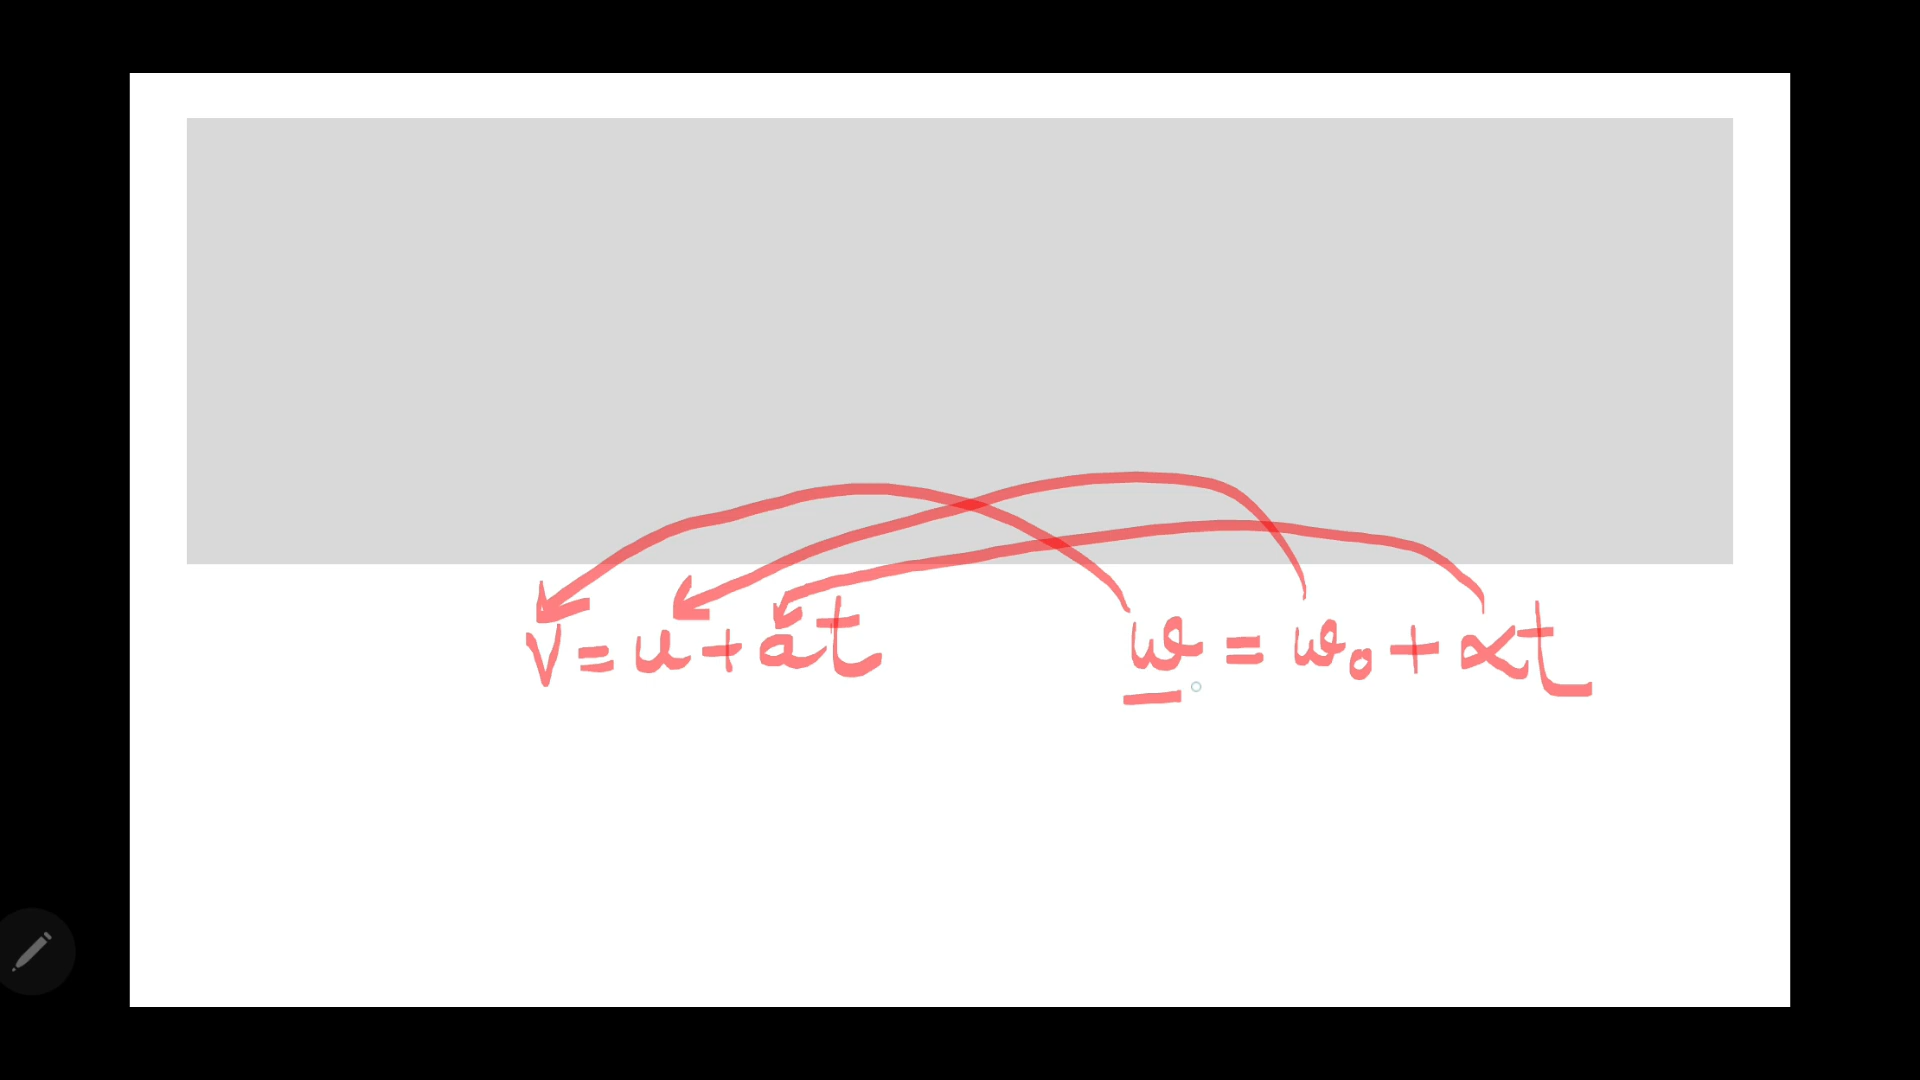 v = u + at ω = ω₀ + αt